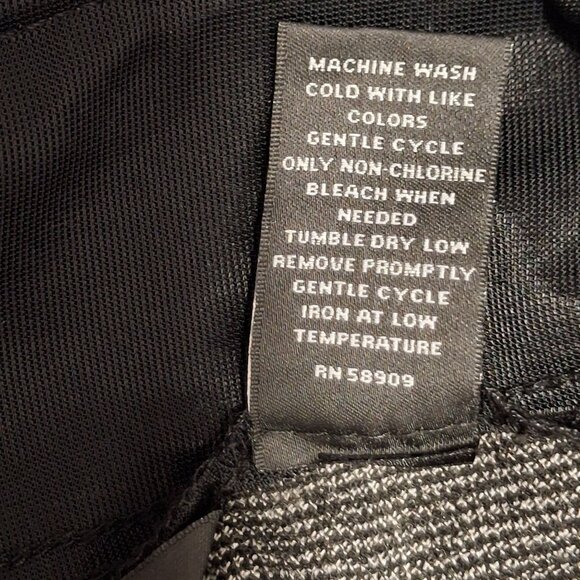 MACHINE WASH
COLD WITH LIKE
COLORS
GENTLE CYCLE
ONLY NON-CHLORINE
BLEACH WHEN
NEEDED
TUMBLE DRY LOW
REMOVE PROMPTLY
GENTLE CYCLE
IRON AT LOW
TEMPERATURE
RN 58909